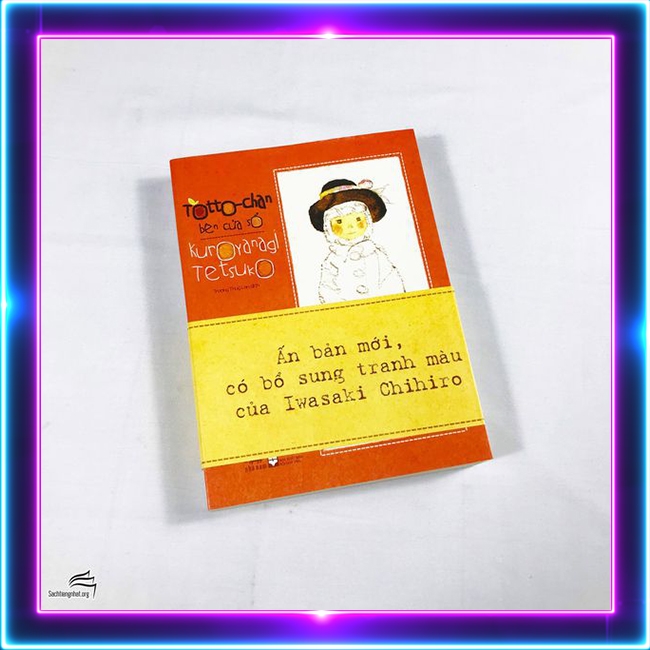 Totto-chan
bên cửa sổ
Kuroyanagi
Tetsuko
Ấn bản mới,
có bổ sung tranh màu
của Iwasaki Chihiro
Sachtiengnhat.org